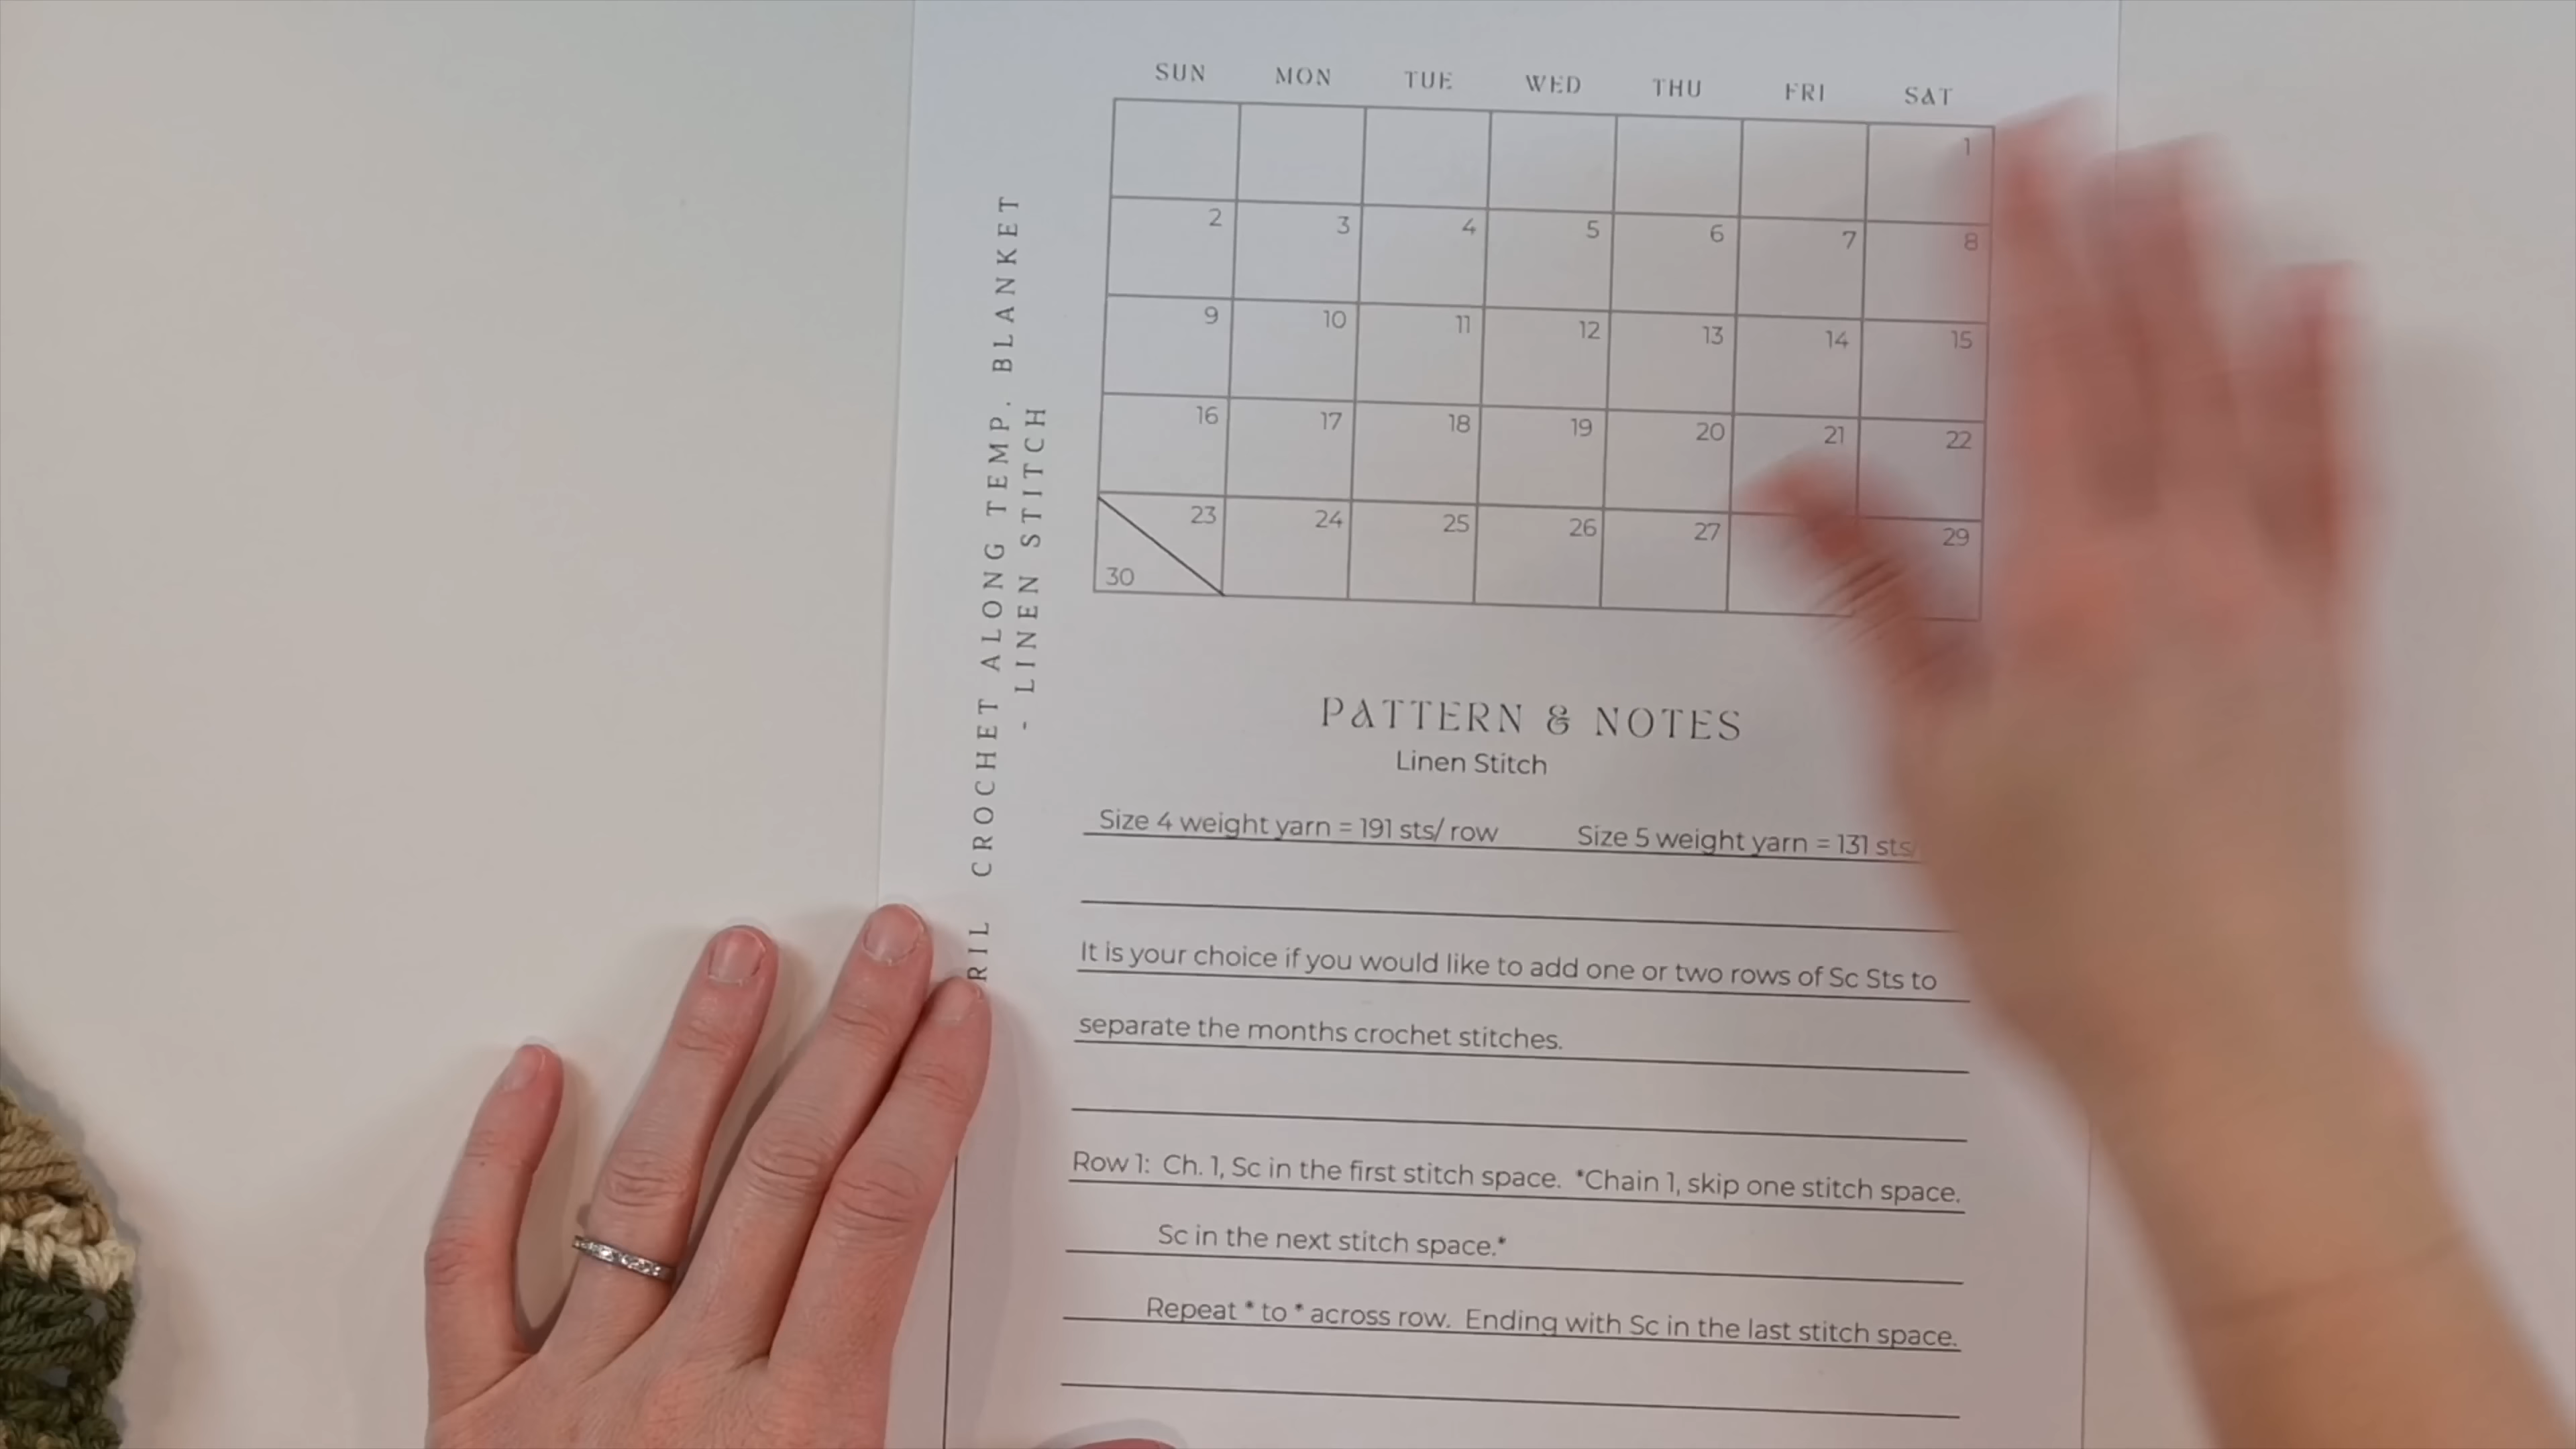 SUN MON TUE WED THU FRI SAT
1
2 3 4 5 6 7 8
9 10 11 12 13 14 15
16 17 18 19 20 21 22
23 24 25 26 27 29
30
CROCHET ALONG TEMP. BLANKET
- LINEN STITCH
PATTERN & NOTES
Linen Stitch
Size 4 weight yarn = 191 sts/ row Size 5 weight yarn = 131 sts/
It is your choice if you would like to add one or two rows of Sc Sts to
separate the months crochet stitches.
Row 1: Ch. 1, Sc in the first stitch space. *Chain 1, skip one stitch space.
Sc in the next stitch space.*
Repeat * to * across row. Ending with Sc in the last stitch space.